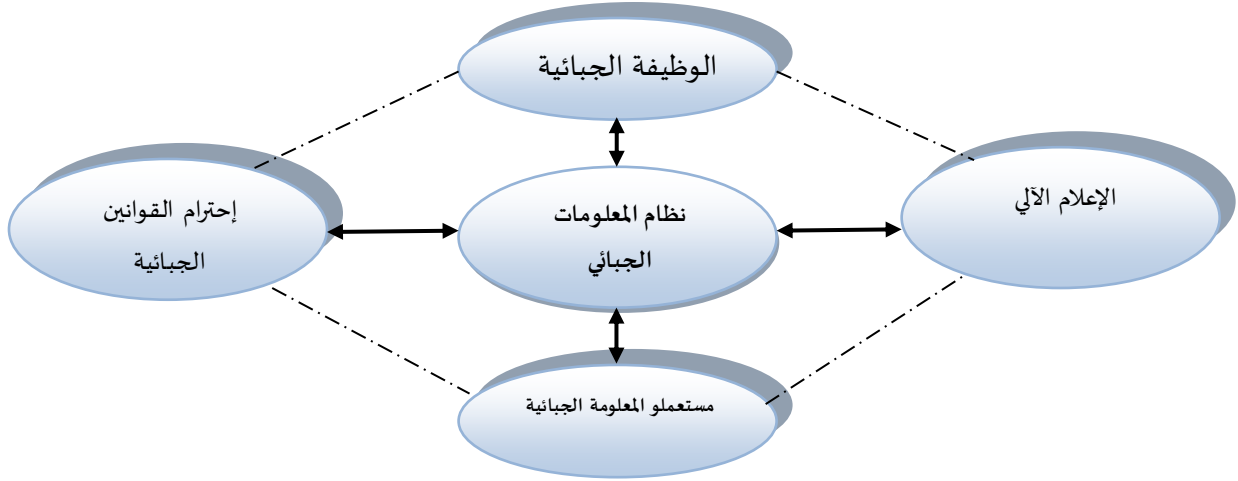 الوظيفة الجبائية
الإعلام الآلي
نظام المعلومات
الجبائي
إحترام القوانين
الجبائية
مستعملو المعلومة الجبائية